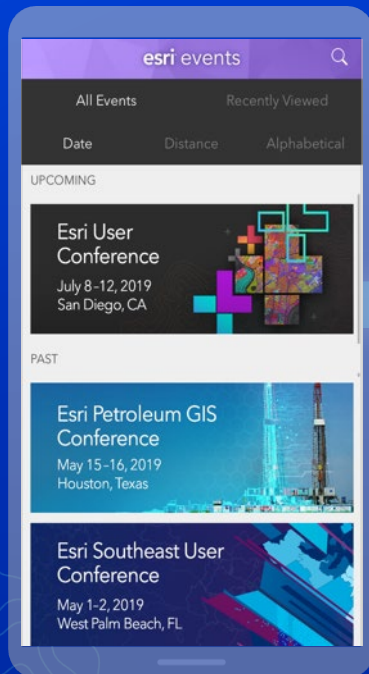 esri events
All Events
Recently Viewed
Date
Distance
Alphabetical
UPCOMING
Esri User
Conference
July 8-12, 2019
San Diego, CA
PAST
Esri Petroleum GIS
Conference
May 15-16, 2019
Houston, Texas
Esri Southeast User
Conference
May 1-2, 2019
West Palm Beach, FL